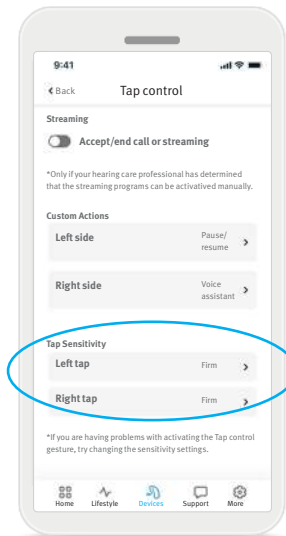 9:41
Back Tap control
Streaming
Accept/end call or streaming
*Only if your hearing care professional has determined
that the streaming programs can be activatived manually.
Custom Actions
Left side Pause/
resume
Right side Voice
assistant
Tap Sensitivity
Left tap Firm
Right tap Firm
*If you are having problems with activating the Tap control
gesture, try changing the sensitivity settings.
Home Lifestyle Devices Support More